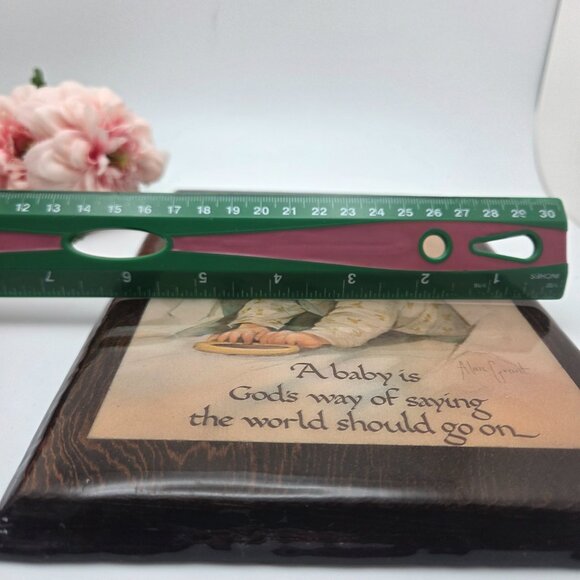 12 13 14 15 16 17 18 19 20 21 22 23 24 25 26 27 28 29 30
7 6 5 4 3 2 1 INCHES
A baby is
God's way of saying
the world should go on